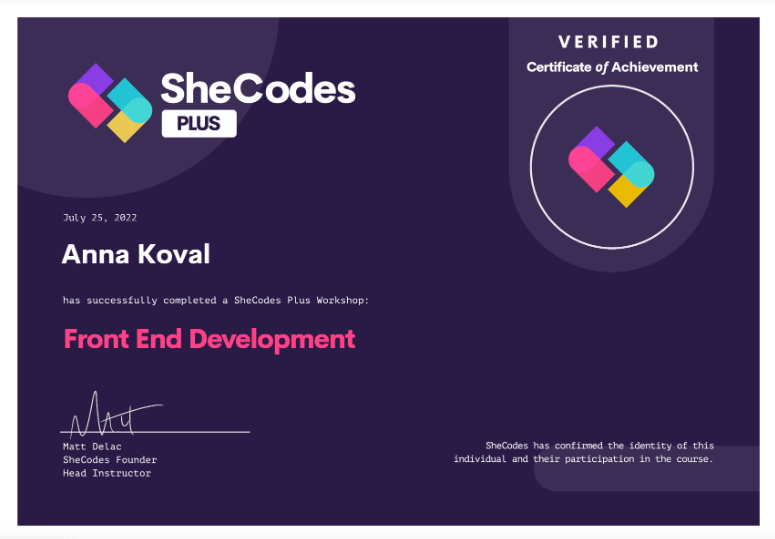 SheCodes
PLUS
VERIFIED
Certificate of Achievement
July 25, 2022
Anna Koval
has successfully completed a SheCodes Plus Workshop:
Front End Development
Matt Delac
SheCodes Founder
Head Instructor
SheCodes has confirmed the identity of this
individual and their participation in the course.